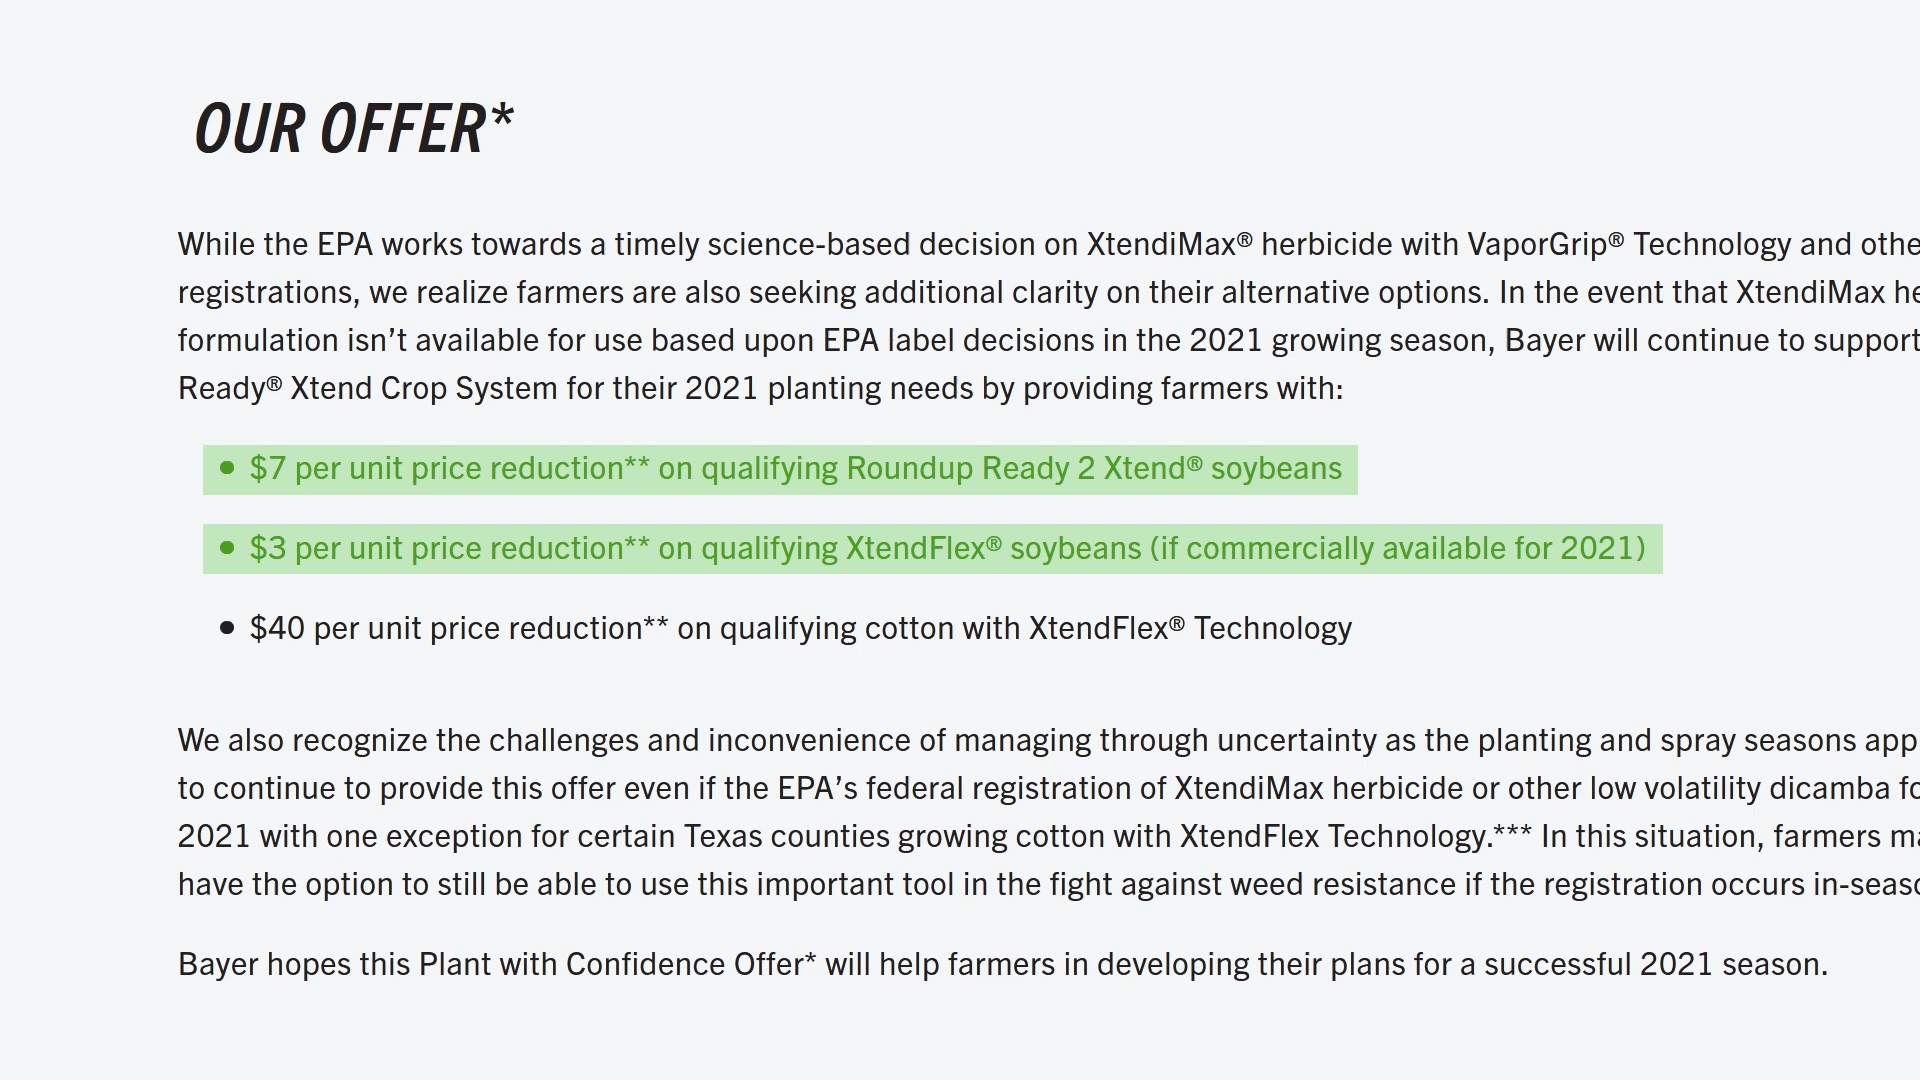 OUR OFFER*
While the EPA works towards a timely science-based decision on XtendiMax® herbicide with VaporGrip® Technology and othe
registrations, we realize farmers are also seeking additional clarity on their alternative options. In the event that XtendiMax he
formulation isn’t available for use based upon EPA label decisions in the 2021 growing season, Bayer will continue to support
Ready® Xtend Crop System for their 2021 planting needs by providing farmers with:
• $7 per unit price reduction** on qualifying Roundup Ready 2 Xtend® soybeans
• $3 per unit price reduction** on qualifying XtendFlex® soybeans (if commercially available for 2021)
• $40 per unit price reduction** on qualifying cotton with XtendFlex® Technology
We also recognize the challenges and inconvenience of managing through uncertainty as the planting and spray seasons app
to continue to provide this offer even if the EPA’s federal registration of XtendiMax herbicide or other low volatility dicamba fo
2021 with one exception for certain Texas counties growing cotton with XtendFlex Technology.*** In this situation, farmers ma
have the option to still be able to use this important tool in the fight against weed resistance if the registration occurs in-seaso
Bayer hopes this Plant with Confidence Offer* will help farmers in developing their plans for a successful 2021 season.